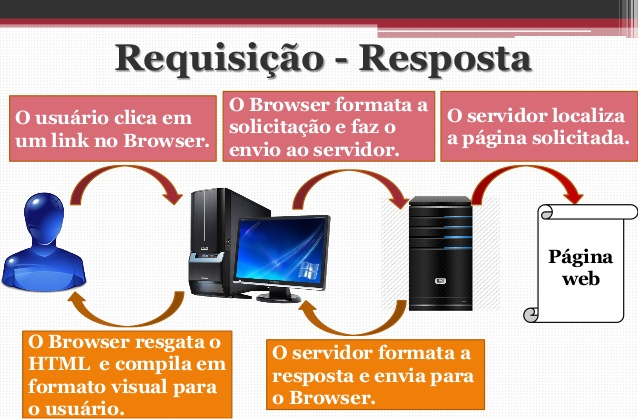 Requisição - Resposta
O usuário clica em
um link no Browser.
O Browser formata a
solicitação e faz o
envio ao servidor.
O servidor localiza
a página solicitada.
Página
web
O Browser resgata o
HTML e compila em
formato visual para
o usuário.
O servidor formata a
resposta e envia para
o Browser.